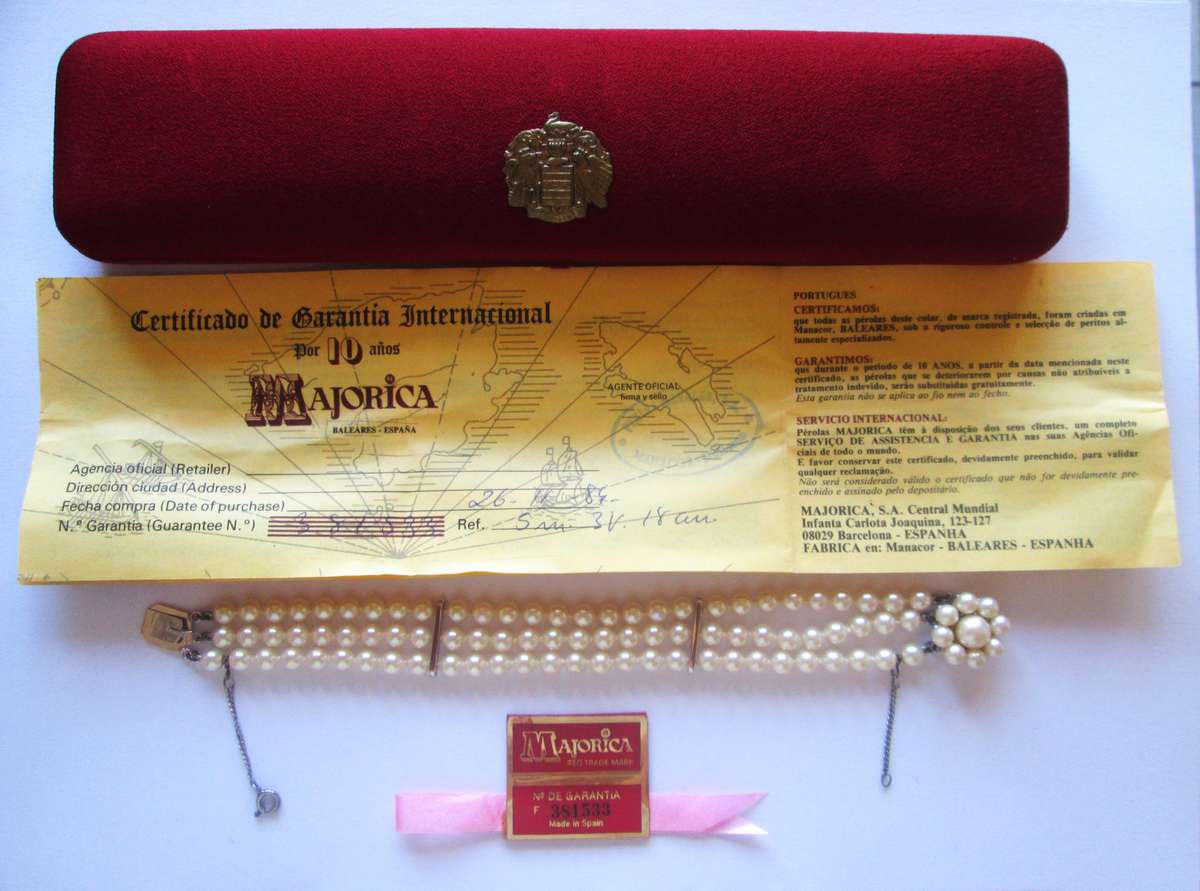 Certificado de Garantia Internacional
Por 10 años
MAJORICA
BALEARES - ESPAÑA
AGENTE OFICIAL
firma y sello
Agencia oficial (Retailer)
Dirección ciudad (Address)
Fecha compra (Date of purchase)
N.º Garantia (Guarantee N.º) 381533 Ref. 5 m. 3V. 18 cm
PORTUGUES
CERTIFICAMOS:
que todas as pérolas deste colar, de marca registrada, foram criadas em
Manacor, BALEARES, sob o rigoroso controle e selecção de peritos al-
tamente especializados.
GARANTIMOS:
qus durante o periodo de 10 ANOS, a partir da data mencionada neste
certificado, as pérolas que se deteriorarem por causas não atribuíveis a
tratamento indevido, serão substituidas gratuitamente.
Esta garantia não se aplica ao fio nem ao fecho.
SERVICIO INTERNACIONAL:
Pérolas MAJORICA têm à disposição dos seus clientes, um completo
SERVIÇO DE ASSISTENCIA E GARANTIA nas suas Agências Ofi-
ciais de todo o mundo.
E favor conservar este certificado, devidamente preenchido, para validar
qualquer reclamação.
Não será considerado válido o certificado que não for devidamente pre-
enchido e assinado pelo depositário.
MAJORICA, S.A. Central Mundial
Infanta Carlota Joaquina, 123-127
08029 Barcelona - ESPANHA
FABRICA en: Manacor - BALEARES - ESPANHA
MAJORICA
REG TRADE MARK
Nº DE GARANTIA
F 381533
Made in Spain